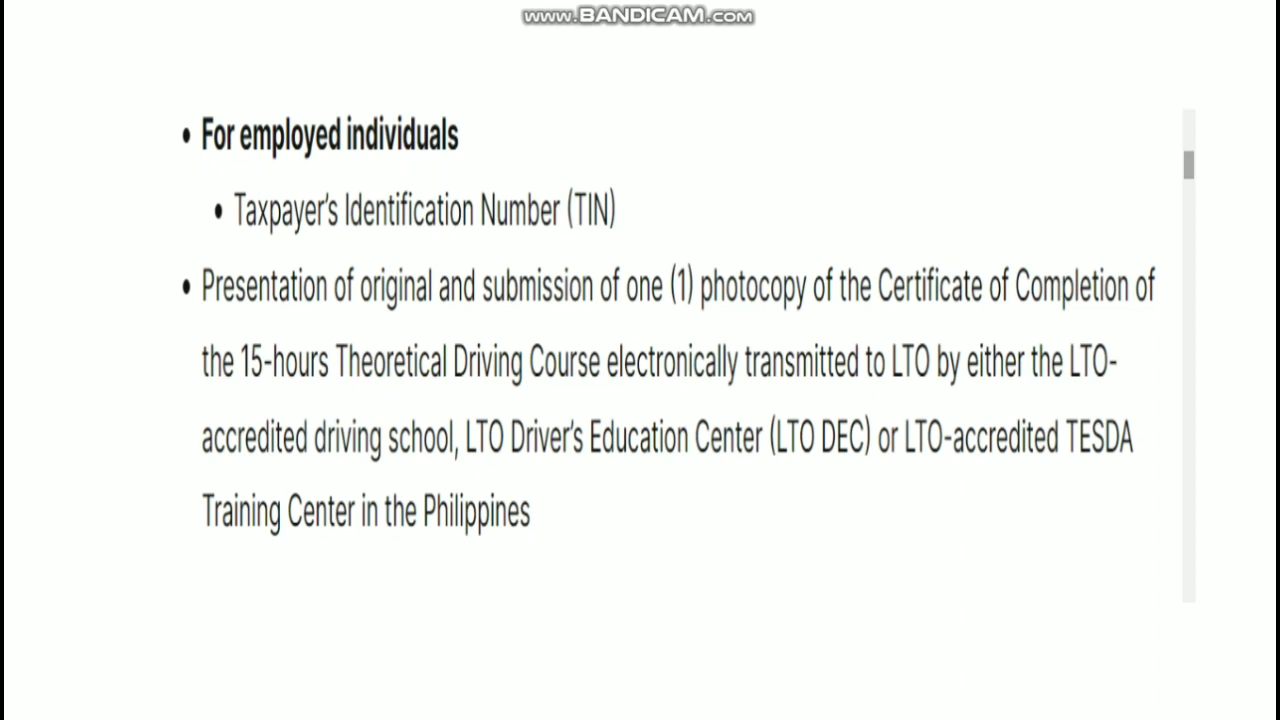 www.BANDICAM.com
• For employed individuals
• Taxpayer's Identification Number (TIN)
• Presentation of original and submission of one (1) photocopy of the Certificate of Completion of
the 15-hours Theoretical Driving Course electronically transmitted to LTO by either the LTO-
accredited driving school, LTO Driver's Education Center (LTO DEC) or LTO-accredited TESDA
Training Center in the Philippines